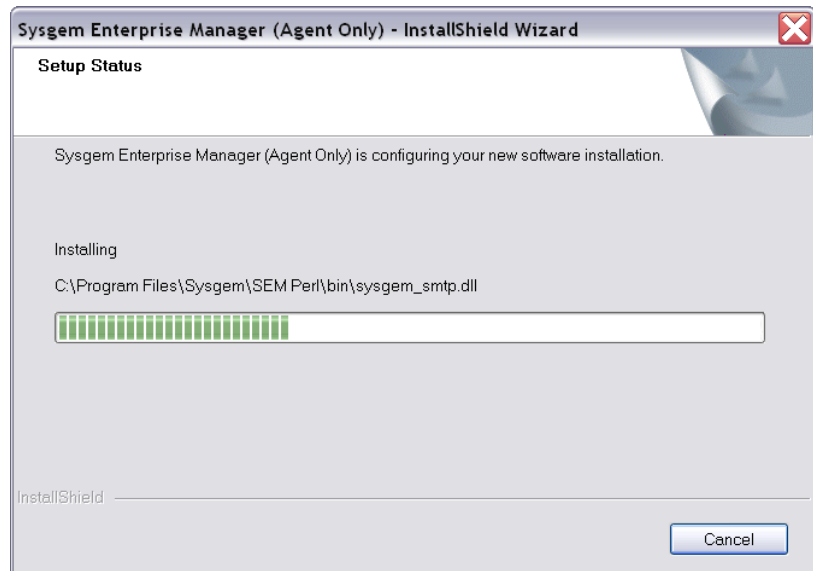 Sysgem Enterprise Manager (Agent Only) - InstallShield Wizard
Setup Status
Sysgem Enterprise Manager (Agent Only) is configuring your new software installation.
Installing
C:\Program Files\Sysgem\SEM Perl\bin\sysgem_smtp.dll
InstallShield
Cancel